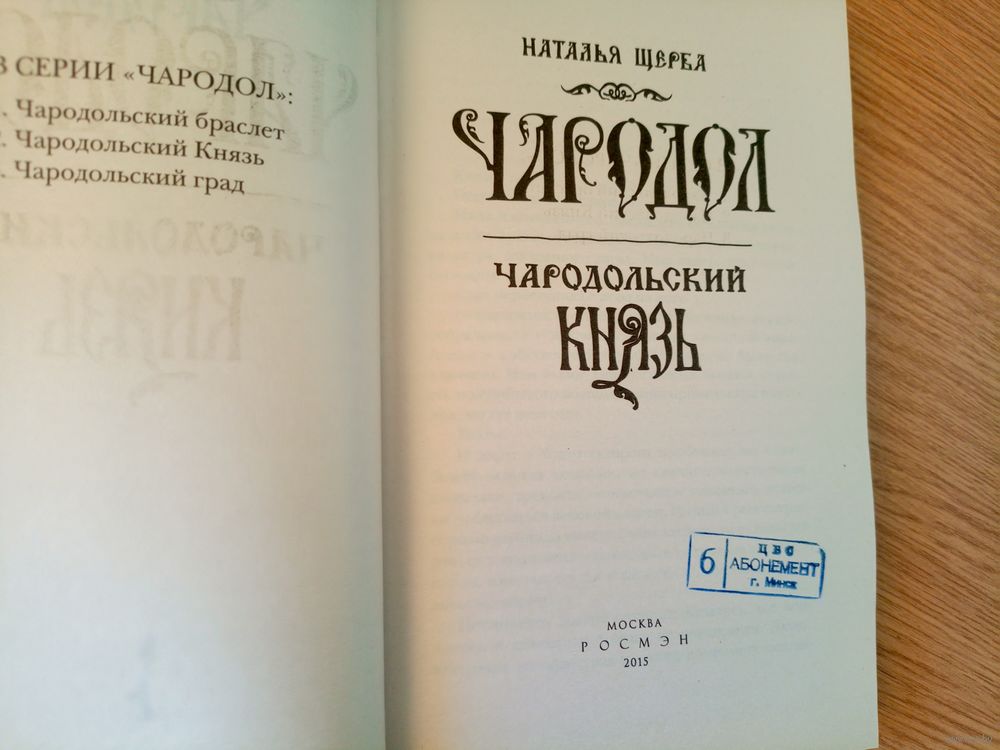 В СЕРИИ «ЧАРОДОЛ»:
. Чародольский браслет
2. Чародольский Князь
. Чародольский град
НАТАЛЬЯ ЩЕРБА
ЧАРОДОЛ
ЧАРОДОЛЬСКИЙ
КНЯЗЬ
6
ЦБС
АБОНЕМЕНТ
г. Минск
МОСКВА
РОСМЭН
2015